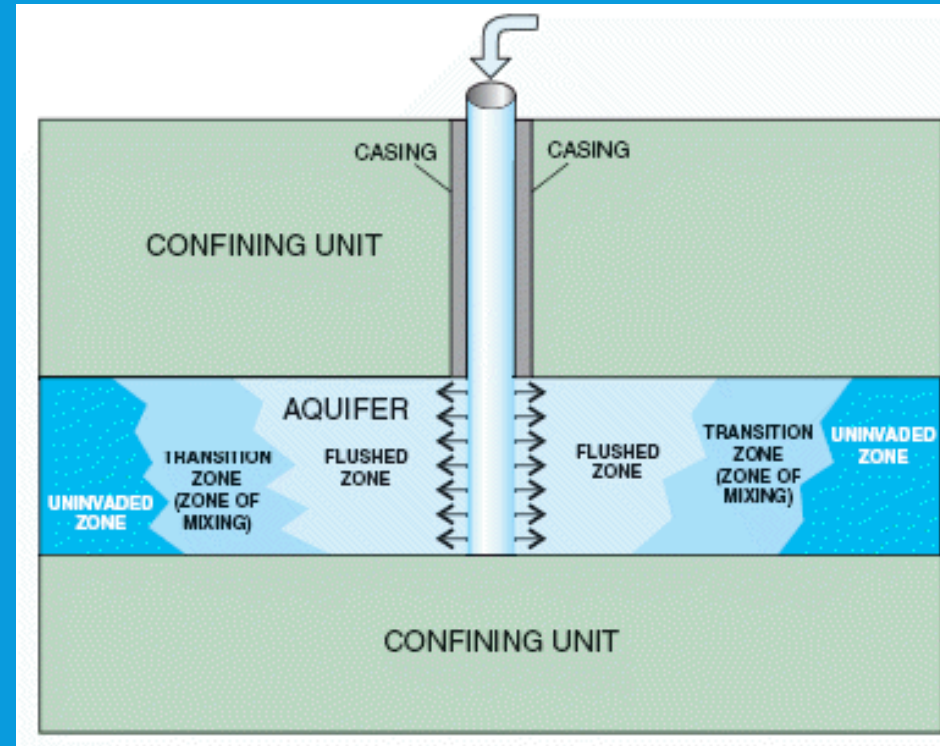 CASING
CASING
CONFINING UNIT
AQUIFER
UNINVADED
ZONE
TRANSITION
ZONE
(ZONE OF
MIXING)
FLUSHED
ZONE
FLUSHED
ZONE
TRANSITION
ZONE
(ZONE OF
MIXING)
UNINVADED
ZONE
CONFINING UNIT